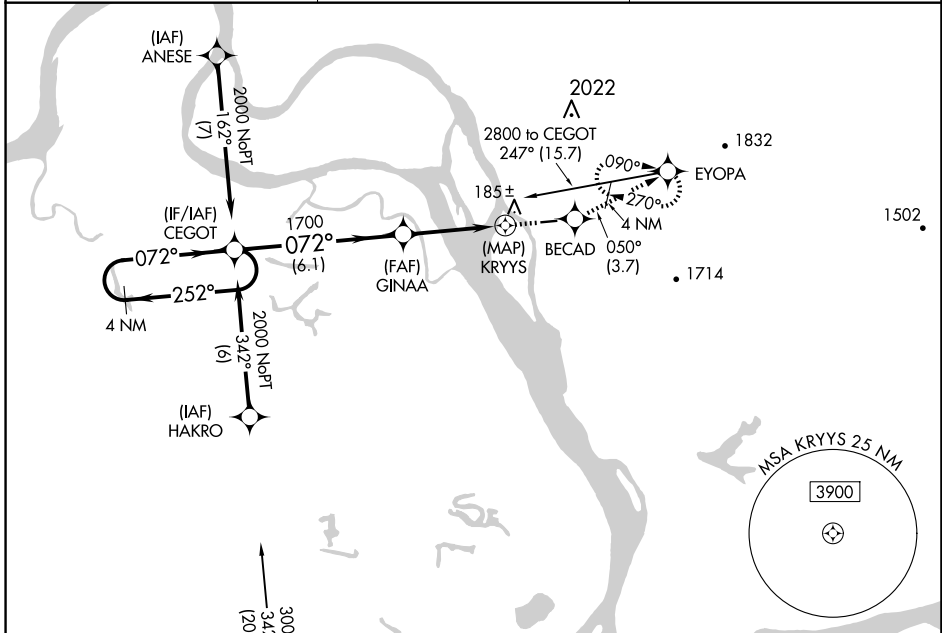 (IAF)
ANESE
2000 NoPT
162°
(7)
2022
2800 to CEGOT
247° (15.7)
1832
090°
EYOPA
185±
270°
4 NM
(IF/IAF)
CEGOT
1700
072°
072°
(6.1)
(MAP)
KRYYS
BECAD
050°
(3.7)
1502
(FAF)
GINAA
1714
252°
4 NM
2000 NoPT
342°
(6)
(IAF)
HAKRO
MSA KRYYS 25 NM
3900